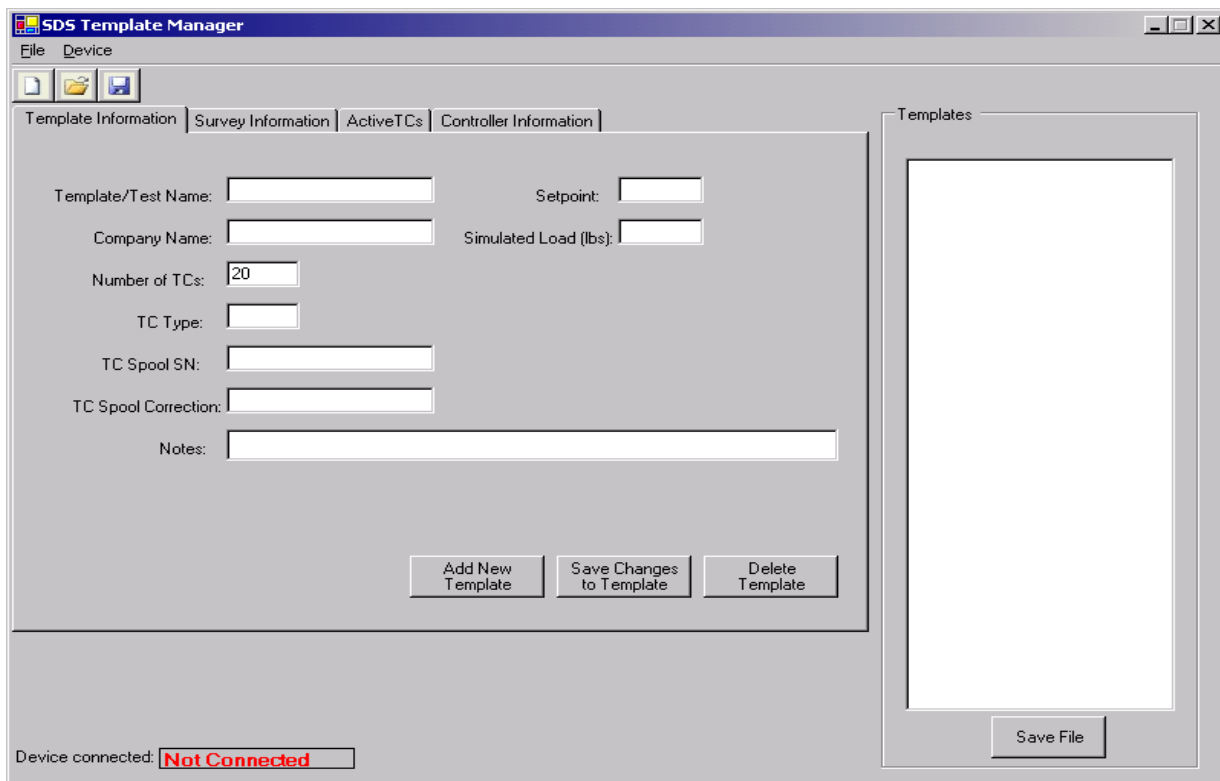 SDS Template Manager
File Device
Template Information Survey Information ActiveTCs Controller Information
Templates
Template/Test Name:
Setpoint:
Company Name:
Simulated Load (lbs):
Number of TCs: 20
TC Type:
TC Spool SN:
TC Spool Correction:
Notes:
Add New
Template
Save Changes
to Template
Delete
Template
Save File
Device connected: Not Connected